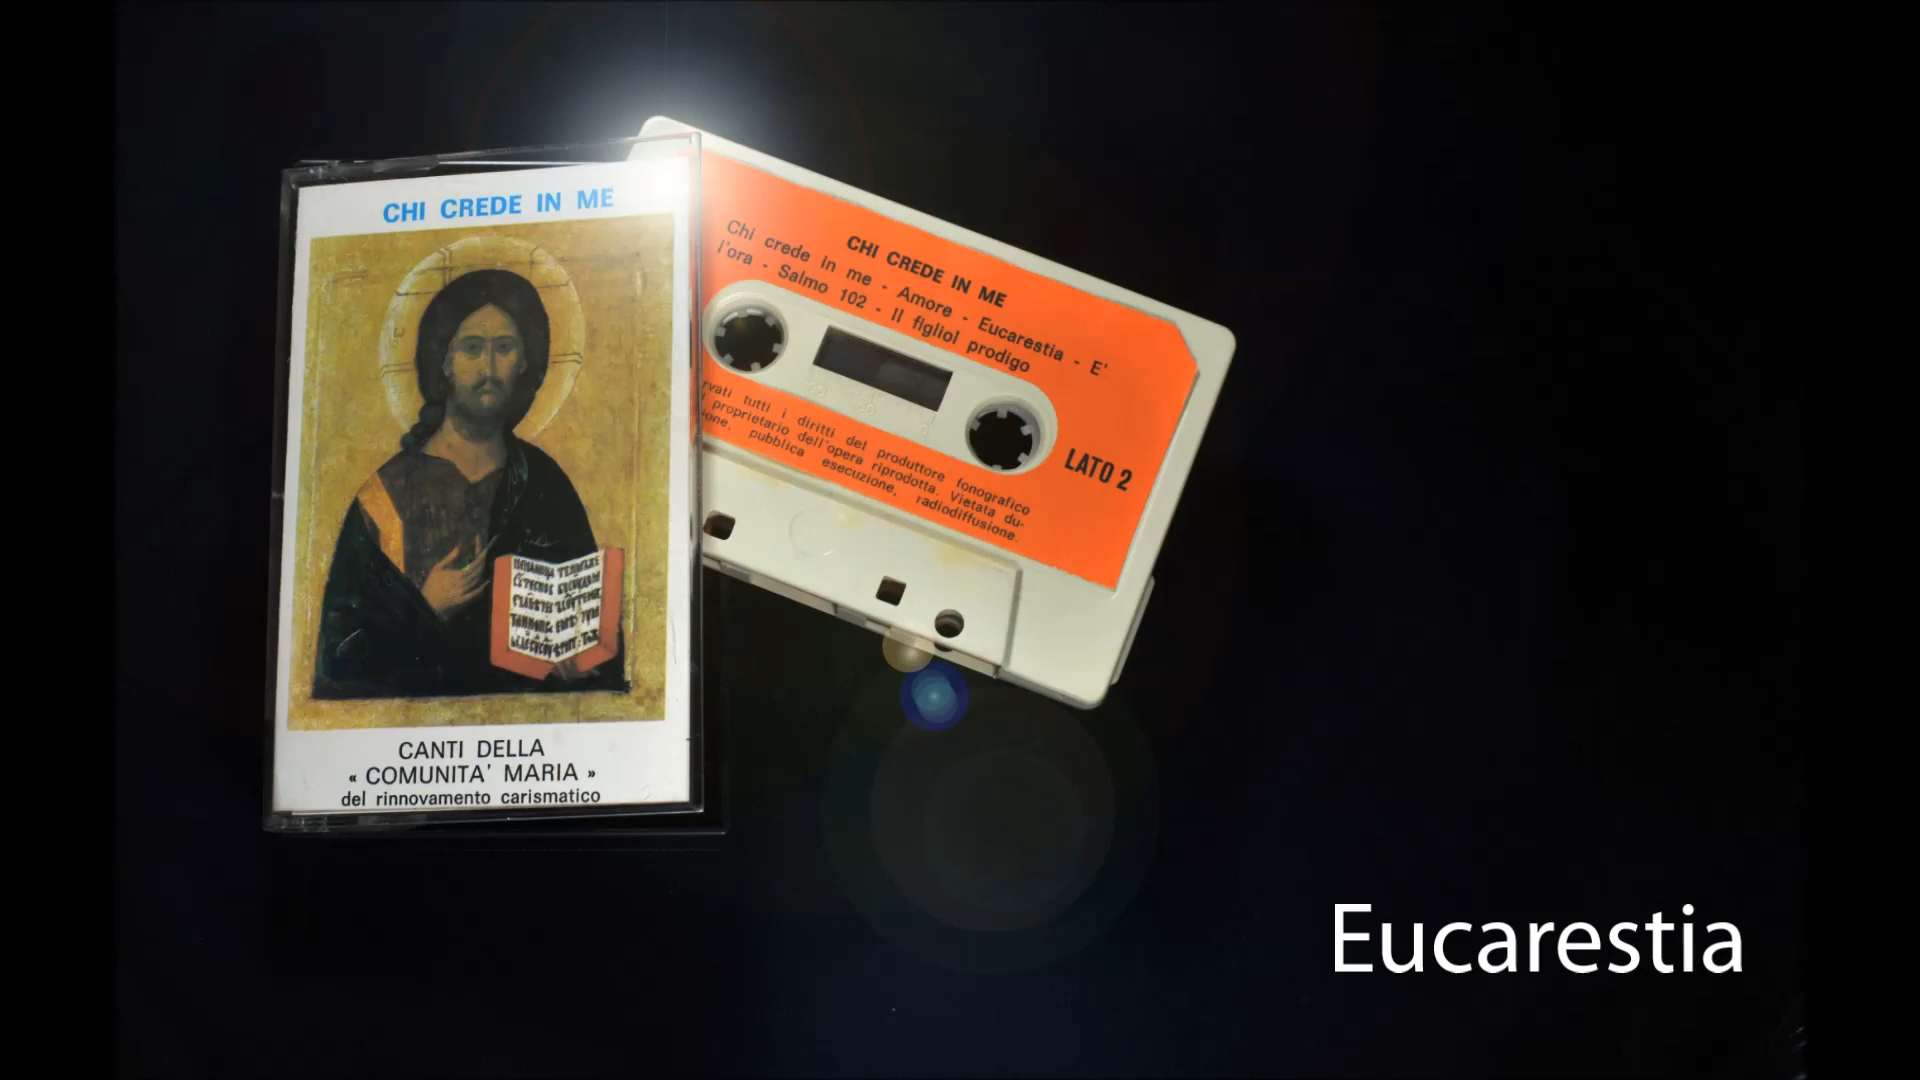 CHI CREDE IN ME
CANTI DELLA
« COMUNITA' MARIA »
del rinnovamento carismatico
CHI CREDE IN ME
Chi crede in me - Amore - Eucarestia - E'
l'ora - Salmo 102 - Il figliol prodigo
LATO 2
rvati tutti i diritti del produttore fonografico
proprietario dell'opera riprodotta. Vietata du-
ione, pubblica esecuzione, radiodiffusione.
Eucarestia